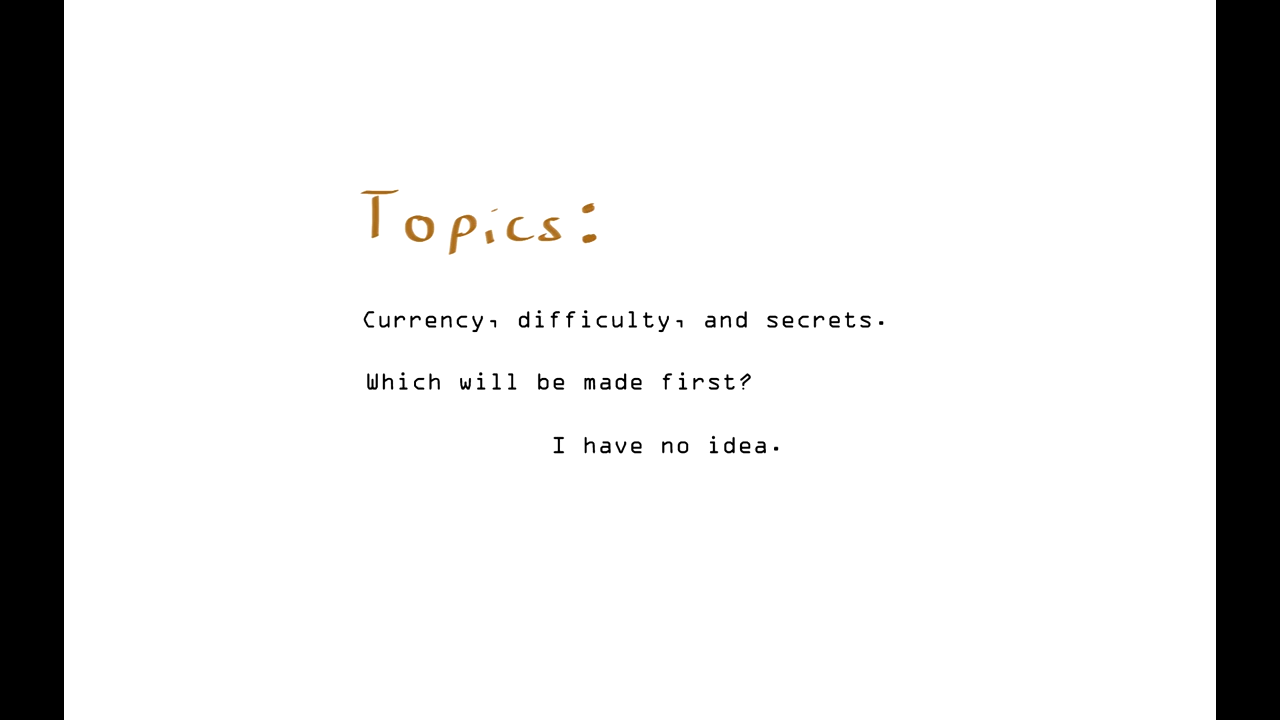 Topics:
Currency, difficulty, and secrets.
Which will be made first?
I have no idea.